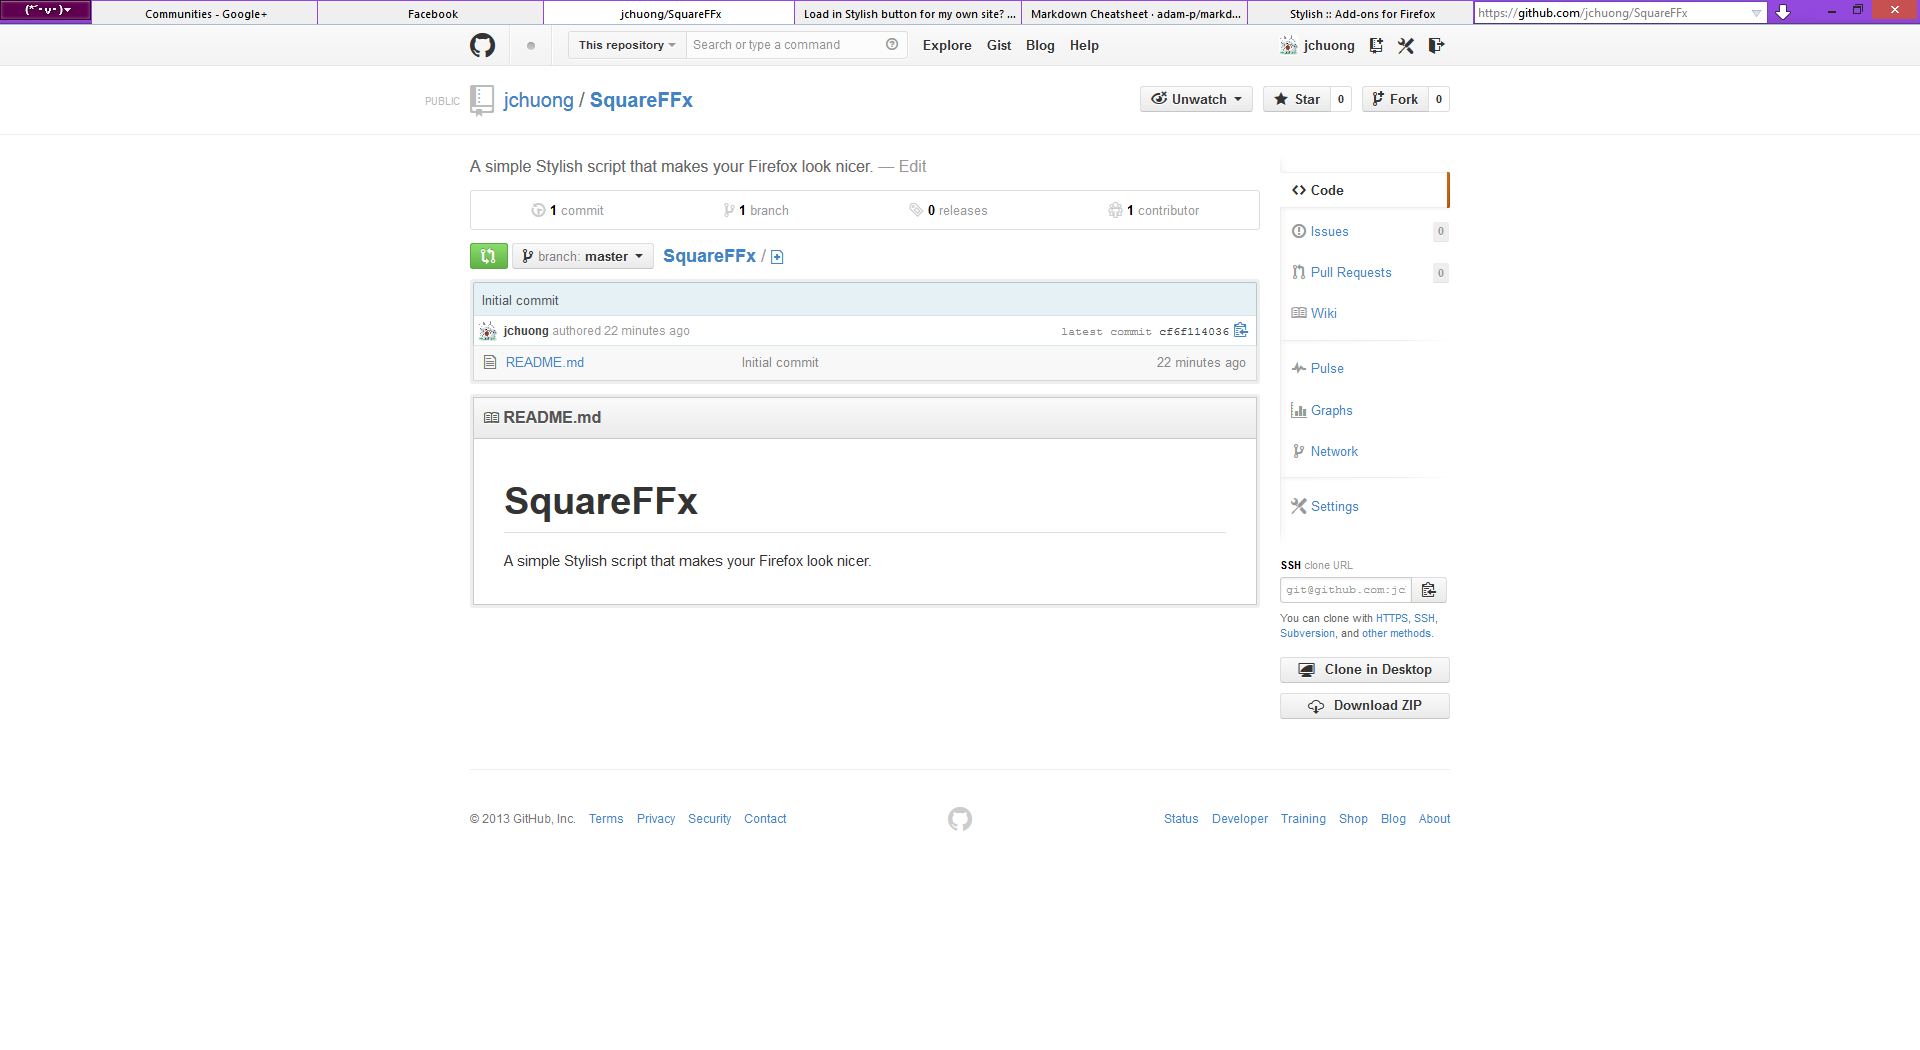 (*ˊ- v -)
Communities - Google+
Facebook
jchuong/SquareFFx
Load in Stylish button for my own site? ...
Markdown Cheatsheet · adam-p/markd...
Stylish :: Add-ons for Firefox
https://github.com/jchuong/SquareFFx
This repository
Search or type a command
Explore Gist Blog Help
jchuong
PUBLIC
jchuong / SquareFFx
Unwatch
Star 0
Fork 0
A simple Stylish script that makes your Firefox look nicer. — Edit
1 commit
1 branch
0 releases
1 contributor
branch: master
SquareFFx /
Initial commit
jchuong authored 22 minutes ago
latest commit cf6f114036
README.md Initial commit 22 minutes ago
README.md
SquareFFx
A simple Stylish script that makes your Firefox look nicer.
Code
Issues 0
Pull Requests 0
Wiki
Pulse
Graphs
Network
Settings
SSH clone URL
git@github.com:jc
You can clone with HTTPS, SSH,
Subversion, and other methods.
Clone in Desktop
Download ZIP
© 2013 GitHub, Inc. Terms Privacy Security Contact
Status Developer Training Shop Blog About